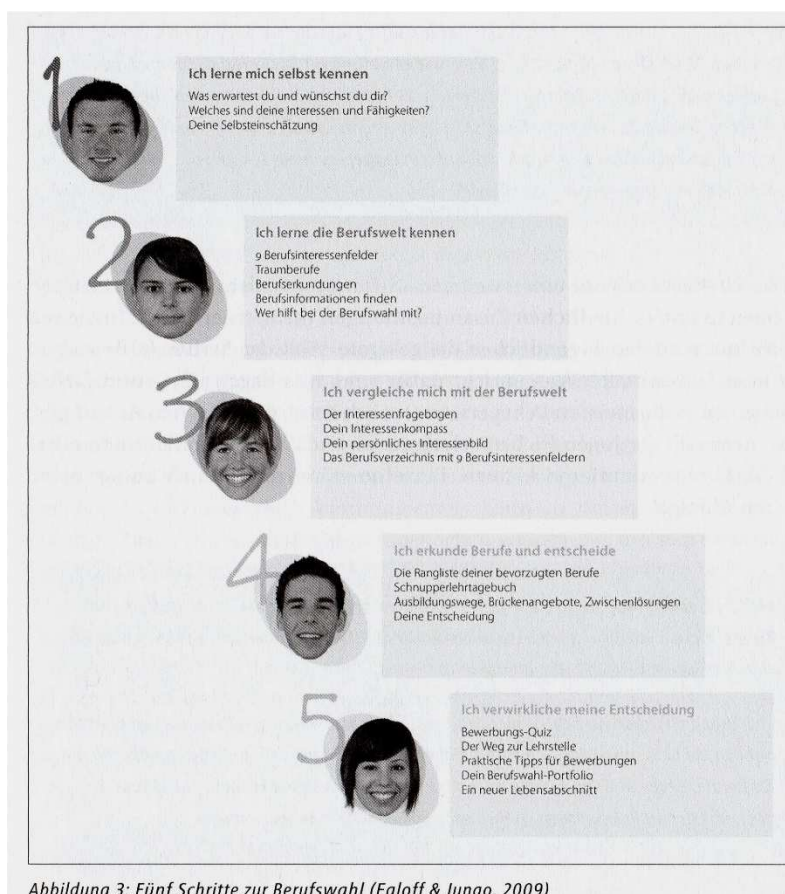 1
Ich lerne mich selbst kennen
Was erwartest du und wünschst du dir?
Welches sind deine Interessen und Fähigkeiten?
Deine Selbsteinschätzung
2
Ich lerne die Berufswelt kennen
9 Berufsinteressenfelder
Traumberufe
Berufserkundungen
Berufsinformationen finden
Wer hilft bei der Berufswahl mit?
3
Ich vergleiche mich mit der Berufswelt
Der Interessenfragebogen
Dein Interessenkompass
Dein persönliches Interessenbild
Das Berufsverzeichnis mit 9 Berufsinteressenfeldern
4
Ich erkunde Berufe und entscheide
Die Rangliste deiner bevorzugten Berufe
Schnupperlehrtagebuch
Ausbildungswege, Brückenangebote, Zwischenlösungen
Deine Entscheidung
5
Ich verwirkliche meine Entscheidung
Bewerbungs-Quiz
Der Weg zur Lehrstelle
Praktische Tipps für Bewerbungen
Dein Berufswahl-Portfolio
Ein neuer Lebensabschnitt
Abbildung 3: Fünf Schritte zur Berufswahl (Egloff & Jungo, 2009)